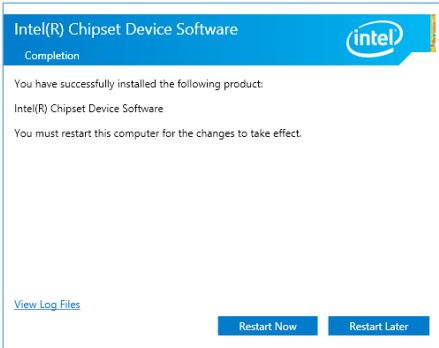 Intel(R) Chipset Device Software
intel
Completion
You have successfully installed the following product:
Intel(R) Chipset Device Software
You must restart this computer for the changes to take effect.
View Log Files
Restart Now
Restart Later